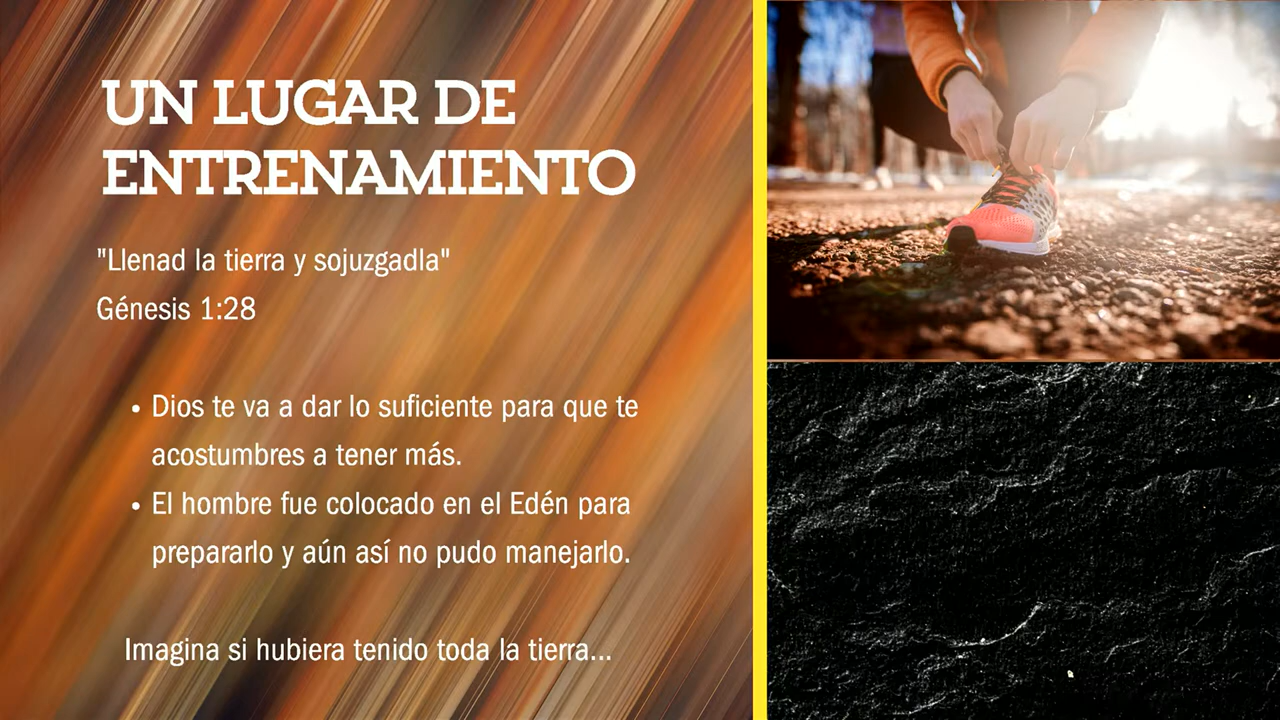 UN LUGAR DE
ENTRENAMIENTO
"Llenad la tierra y sojuzgadla"
Génesis 1:28
• Dios te va a dar lo suficiente para que te
acostumbres a tener más.
• El hombre fue colocado en el Edén para
prepararlo y aún así no pudo manejarlo.
Imagina si hubiera tenido toda la tierra...